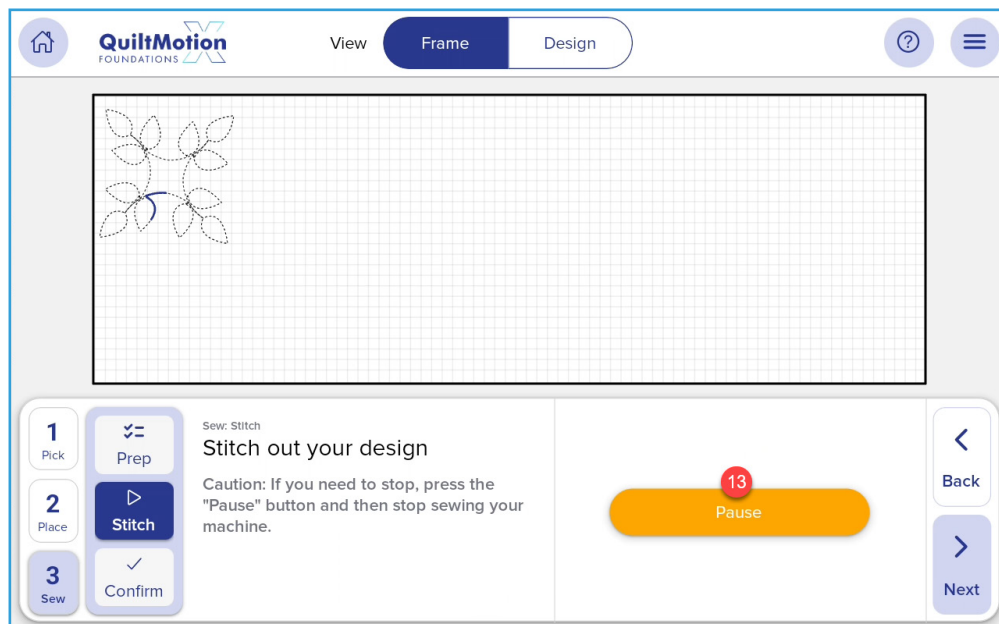 QuiltMotion
FOUNDATIONS
View
Frame
Design
?
1
Pick
2
Place
3
Sew
Prep
Stitch
Confirm
Sew: Stitch
Stitch out your design
Caution: If you need to stop, press the
"Pause" button and then stop sewing your
machine.
13
Pause
Back
Next